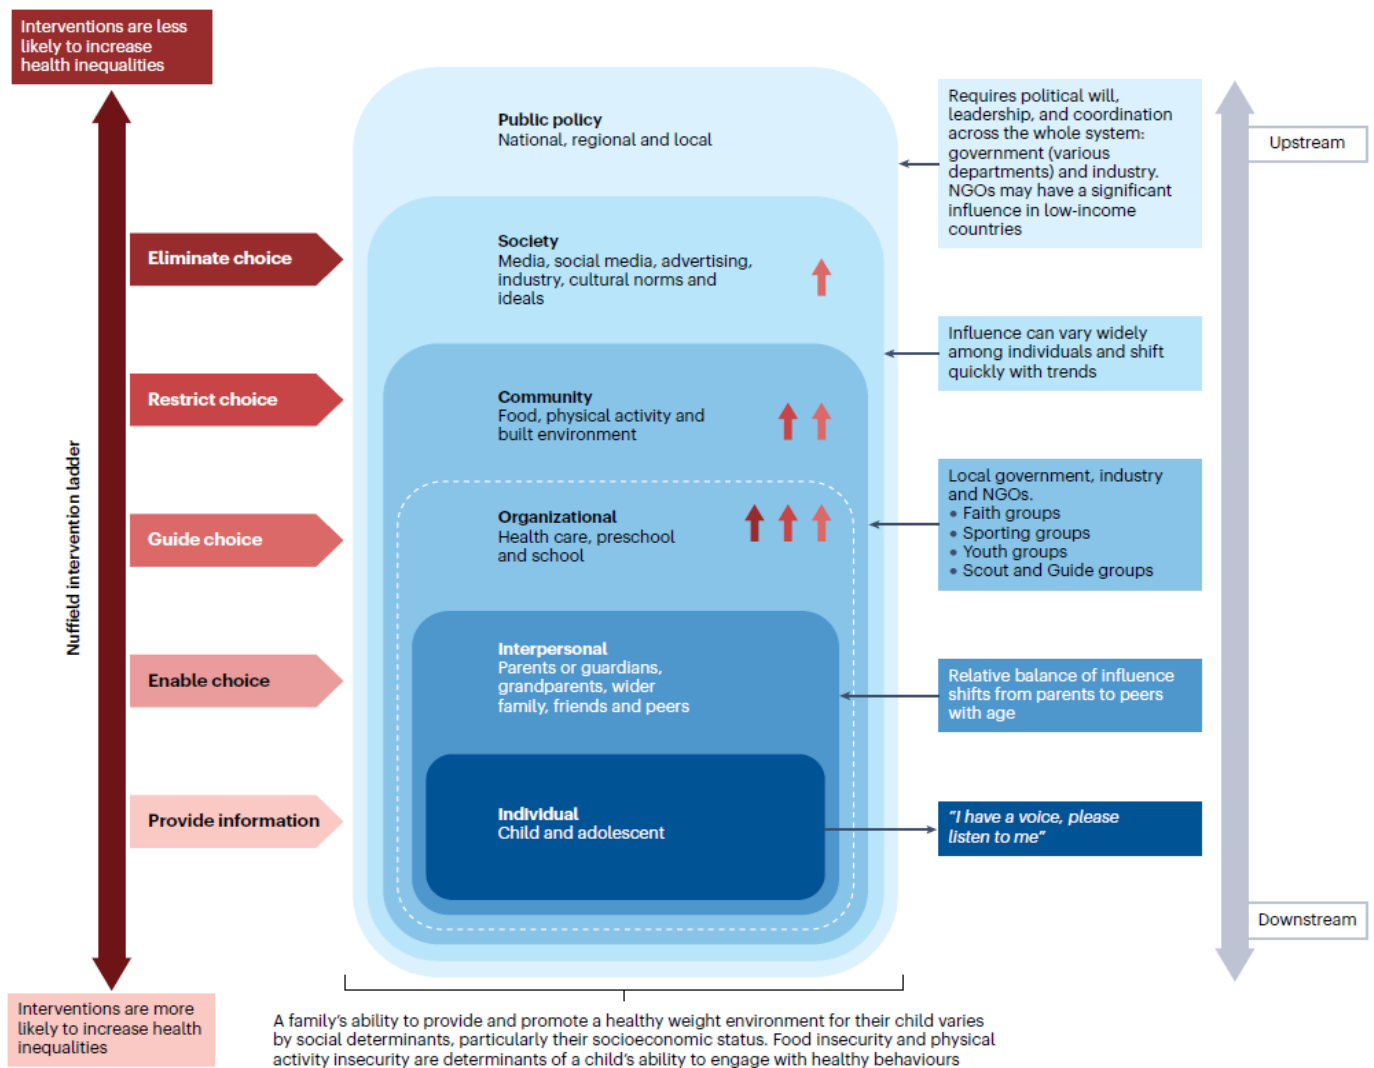 Interventions are less
likely to increase
health inequalities
Nuffield intervention ladder
Eliminate choice
Restrict choice
Guide choice
Enable choice
Provide information
Interventions are more
likely to increase health
inequalities
Public policy
National, regional and local
Society
Media, social media, advertising,
industry, cultural norms and
ideals
Community
Food, physical activity and
built environment
Organizational
Health care, preschool
and school
Interpersonal
Parents or guardians,
grandparents, wider
family, friends and peers
Individual
Child and adolescent
Requires political will,
leadership, and coordination
across the whole system:
government (various
departments) and industry.
NGOs may have a significant
influence in low-income
countries
Influence can vary widely
among individuals and shift
quickly with trends
Local government, industry
and NGOs.
• Faith groups
• Sporting groups
• Youth groups
• Scout and Guide groups
Relative balance of influence
shifts from parents to peers
with age
“I have a voice, please
listen to me”
Upstream
Downstream
A family’s ability to provide and promote a healthy weight environment for their child varies
by social determinants, particularly their socioeconomic status. Food insecurity and physical
activity insecurity are determinants of a child’s ability to engage with healthy behaviours